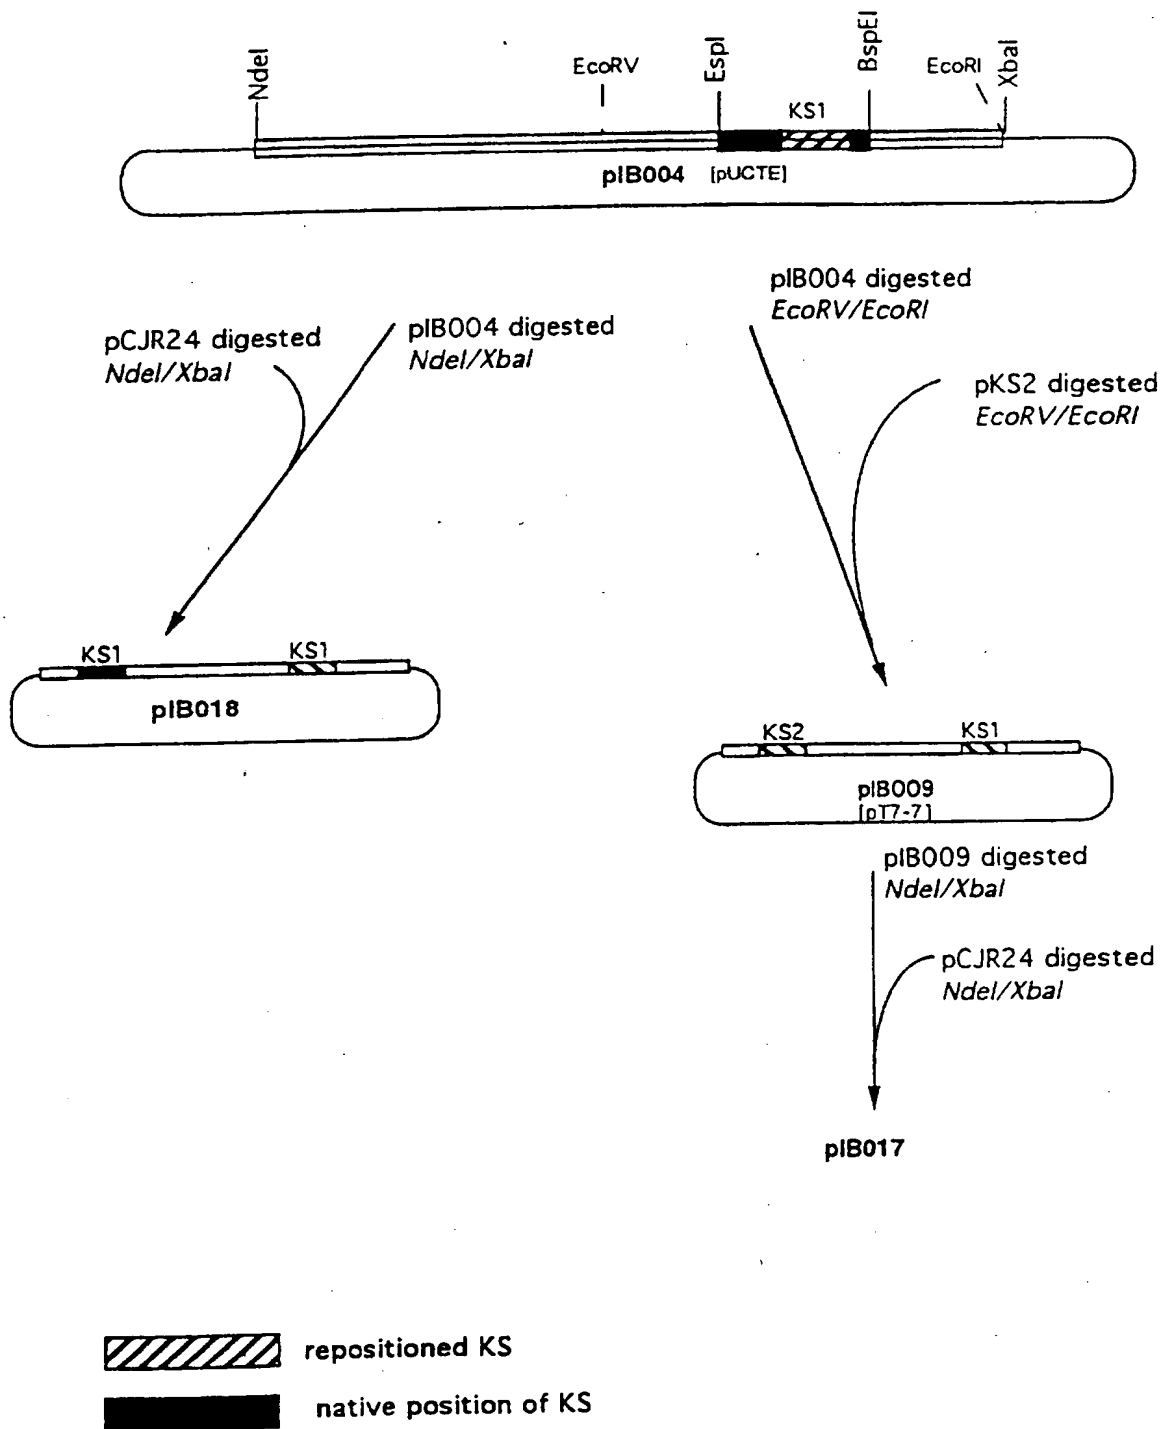 NdeI
EcoRV
EspI
BspEI
EcoRI
XbaI
KS1
pIB004 [pUCTE]
pIB004 digested
EcoRV/EcoRI
pCJR24 digested
NdeI/XbaI
pIB004 digested
NdeI/XbaI
pKS2 digested
EcoRV/EcoRI
KS1 KS1
pIB018
KS2 KS1
pIB009
[pT7-7]
pIB009 digested
NdeI/XbaI
pCJR24 digested
NdeI/XbaI
pIB017
repositioned KS
native position of KS